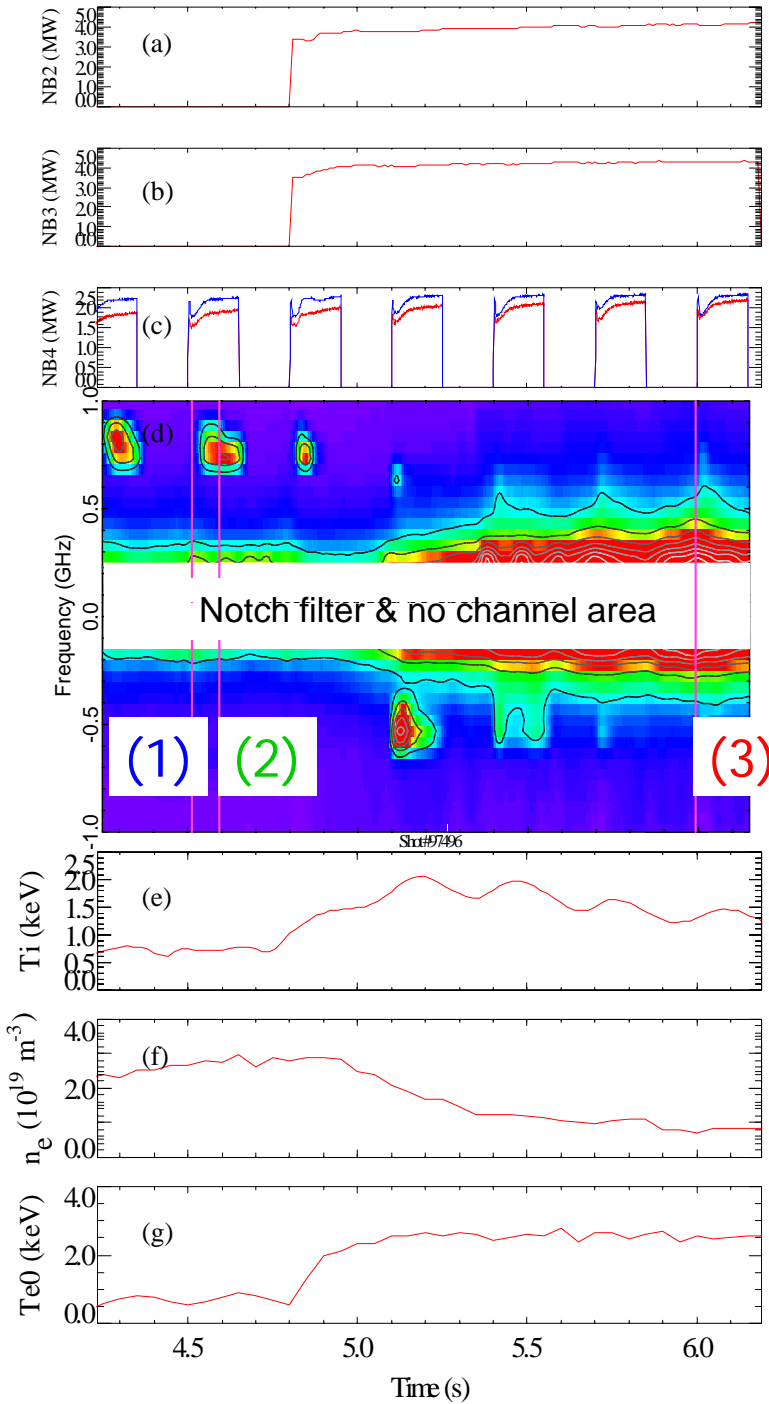 NB2 (MW)
5.0
4.0
3.0
2.0
1.0
0.0
(a)
NB3 (MW)
5.0
4.0
3.0
2.0
1.0
0.0
(b)
NB4 (MW)
2.5
2.0
1.5
1.0
0.5
0.0
(c)
Frequency (GHz)
1.0
0.5
0.0
-0.5
-1.0
(d)
Notch filter & no channel area
(1)
(2)
(3)
Shot#97496
Ti (keV)
2.5
2.0
1.5
1.0
0.5
0.0
(e)
ne (10^19 m^-3)
4.0
2.0
0.0
(f)
Te0 (keV)
4.0
2.0
0.0
(g)
4.5 5.0 5.5 6.0
Time (s)